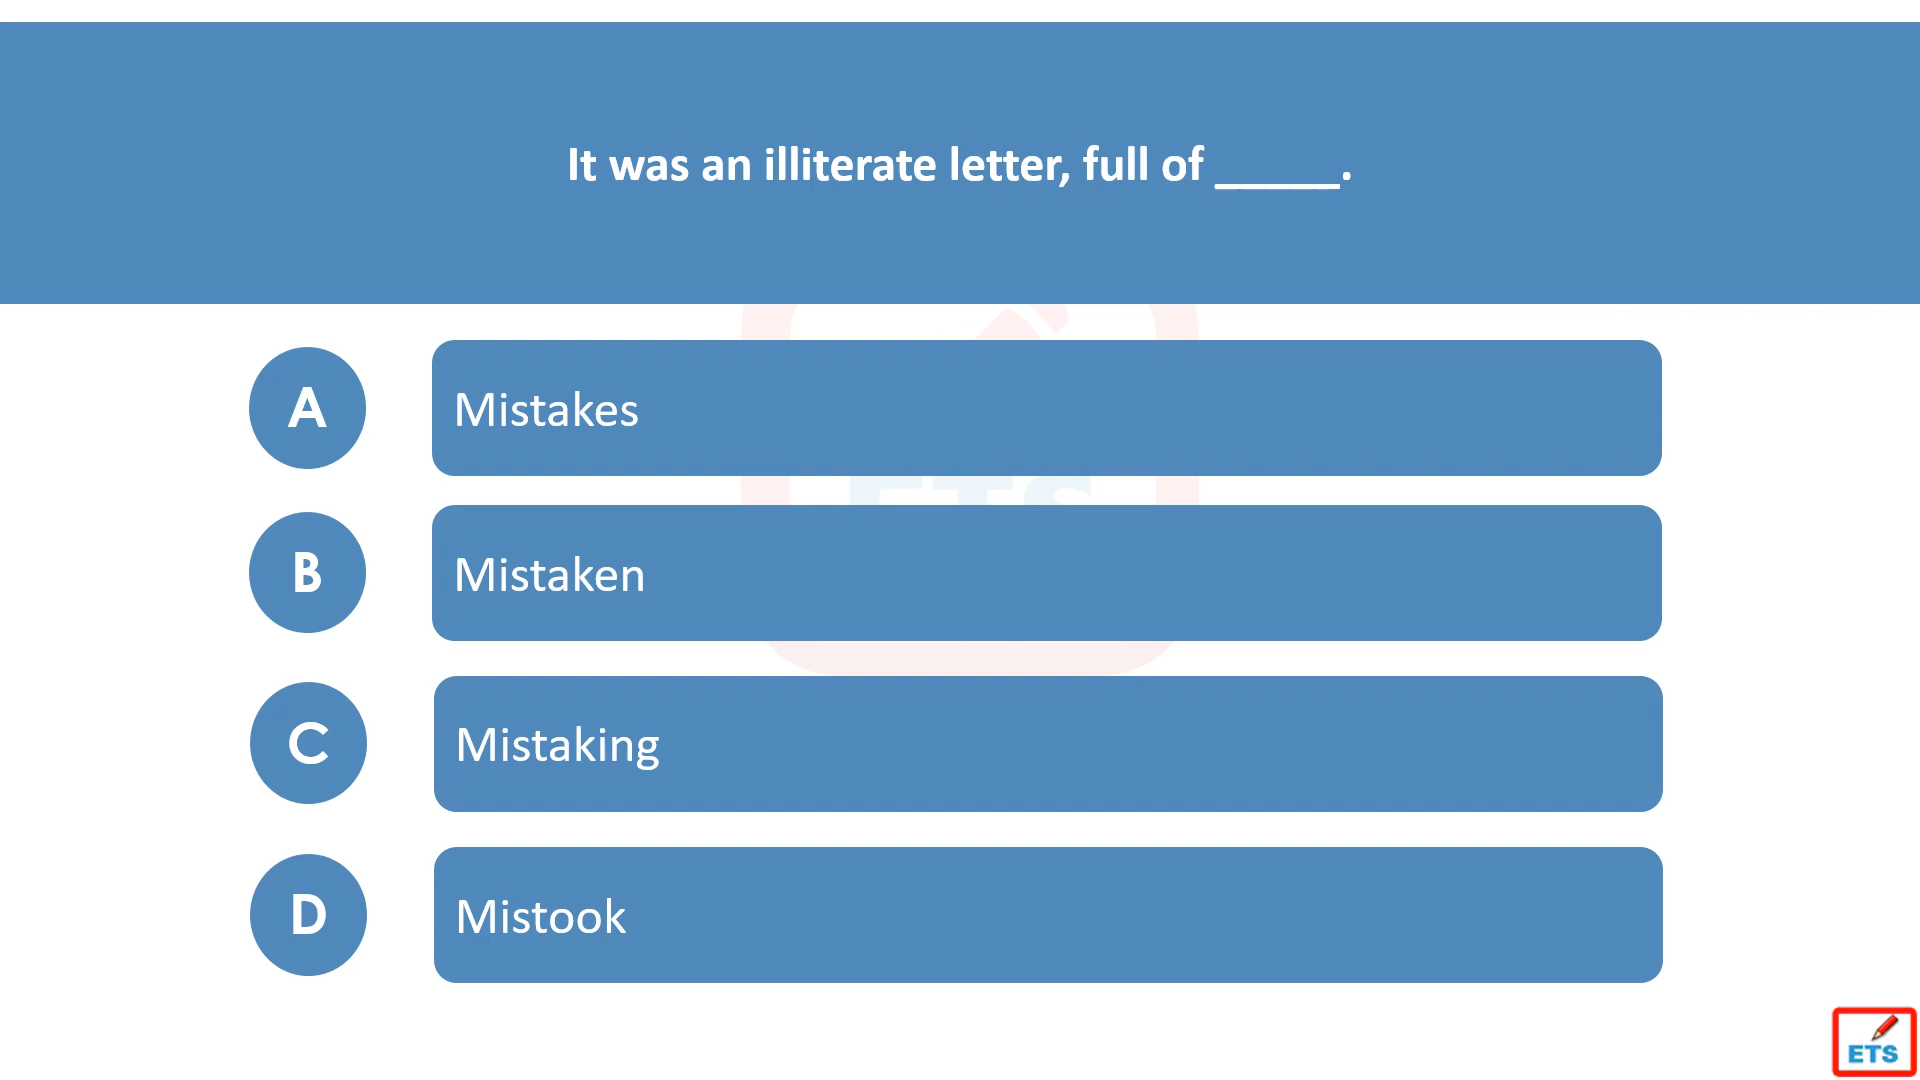 It was an illiterate letter, full of _____.
A
Mistakes
B
Mistaken
C
Mistaking
D
Mistook
ETS